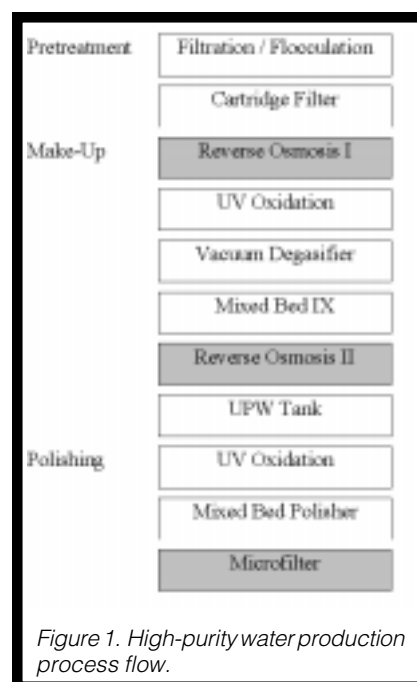 Pretreatment Filtration / Flocculation
Cartridge Filter
Make-Up Reverse Osmosis I
UV Oxidation
Vacuum Degasifier
Mixed Bed IX
Reverse Osmosis II
UPW Tank
Polishing UV Oxidation
Mixed Bed Polisher
Microfilter
Figure 1. High-purity water production
process flow.